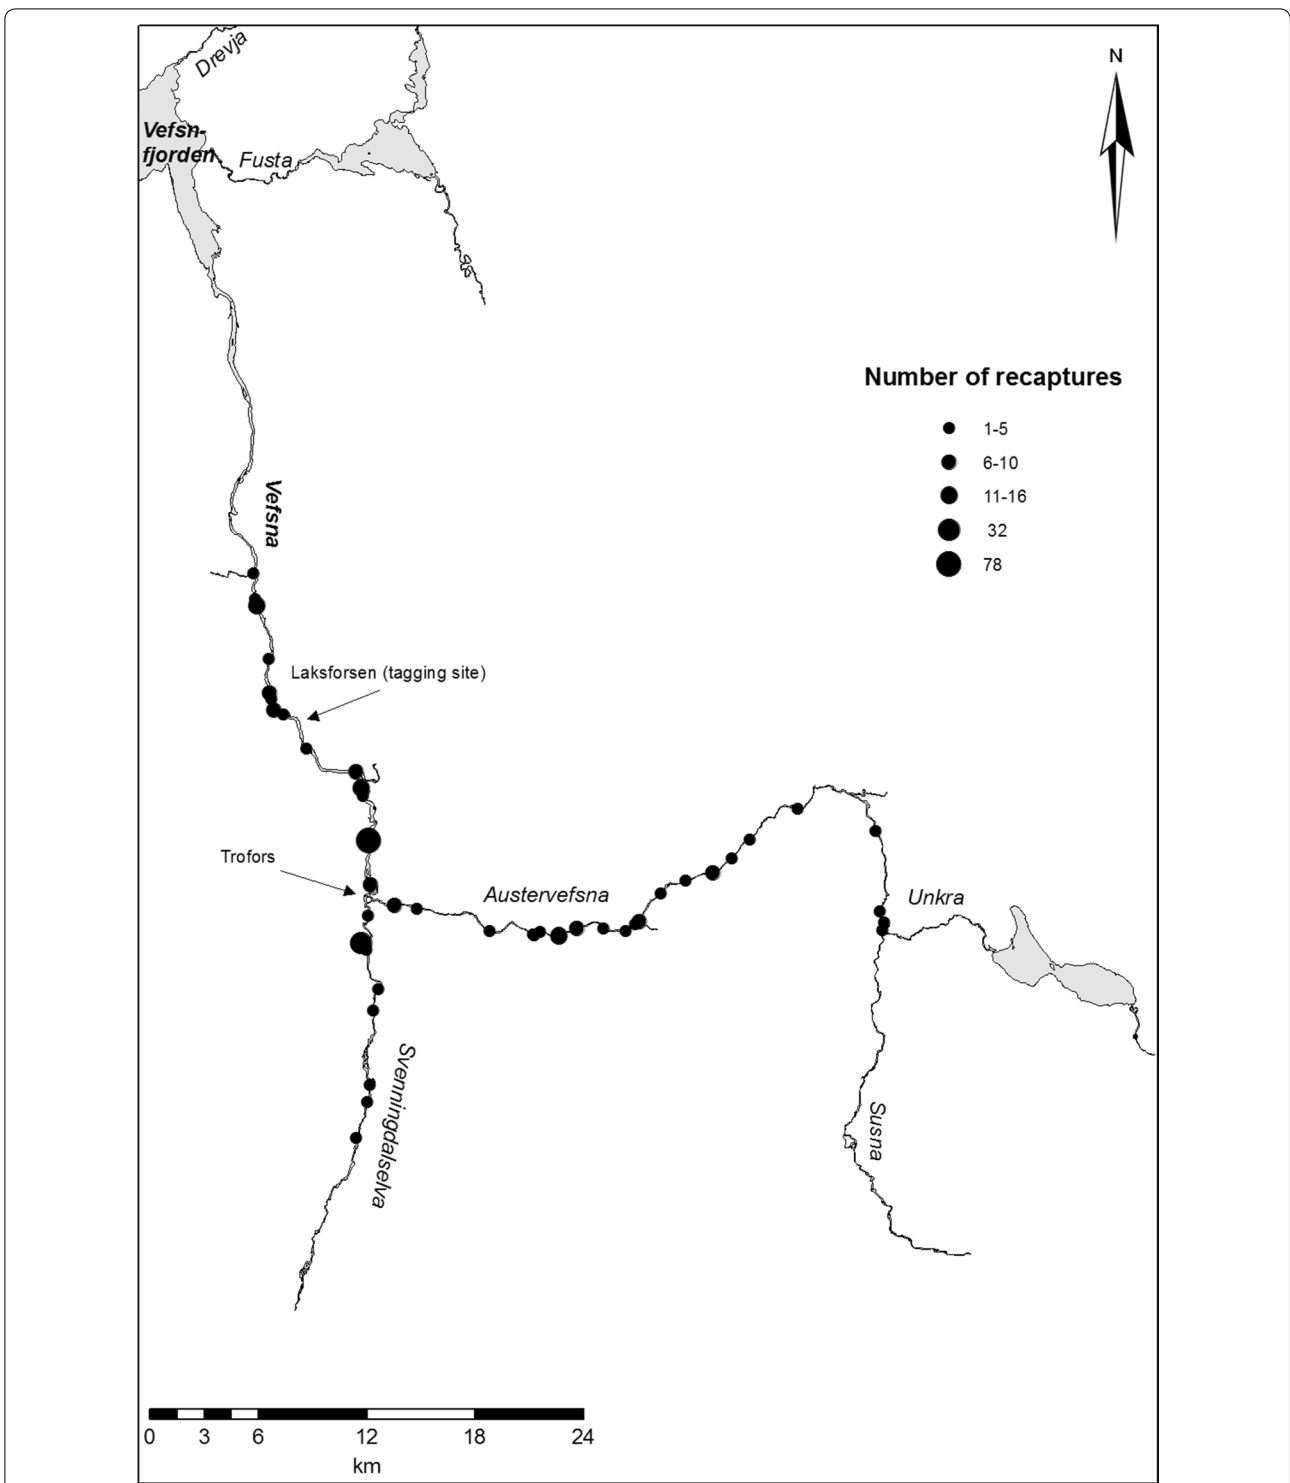 Drevja
N
Vefsn-
fjorden
Fusta
Number of recaptures
1-5
6-10
11-16
32
78
Vefsna
Laksforsen (tagging site)
Trofors
Austervefsna
Unkra
Svenningdalselva
Susna
0 3 6 12 18 24
km